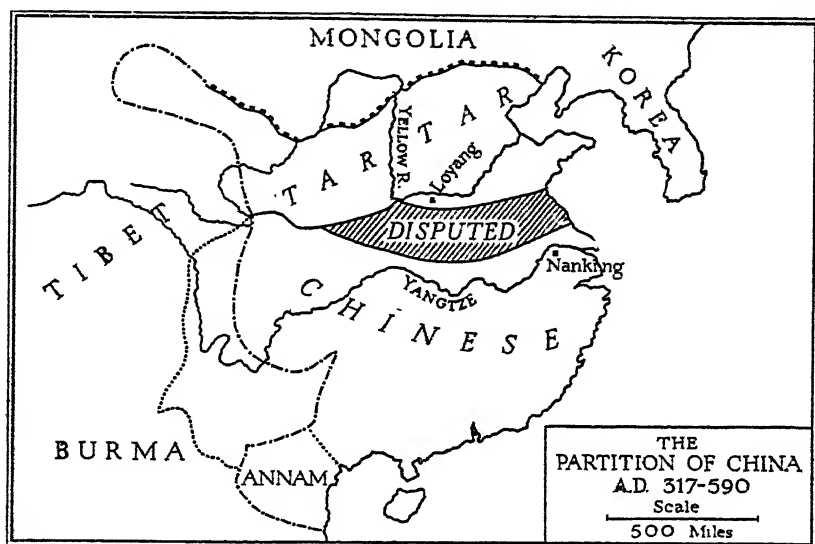 MONGOLIA
KOREA
TARTAR
YELLOW R.
Loyang
DISPUTED
TIBET
Nanking
YANGTZE
CHINESE
BURMA
ANNAM
THE
PARTITION OF CHINA
A.D. 317-590
Scale
500 Miles